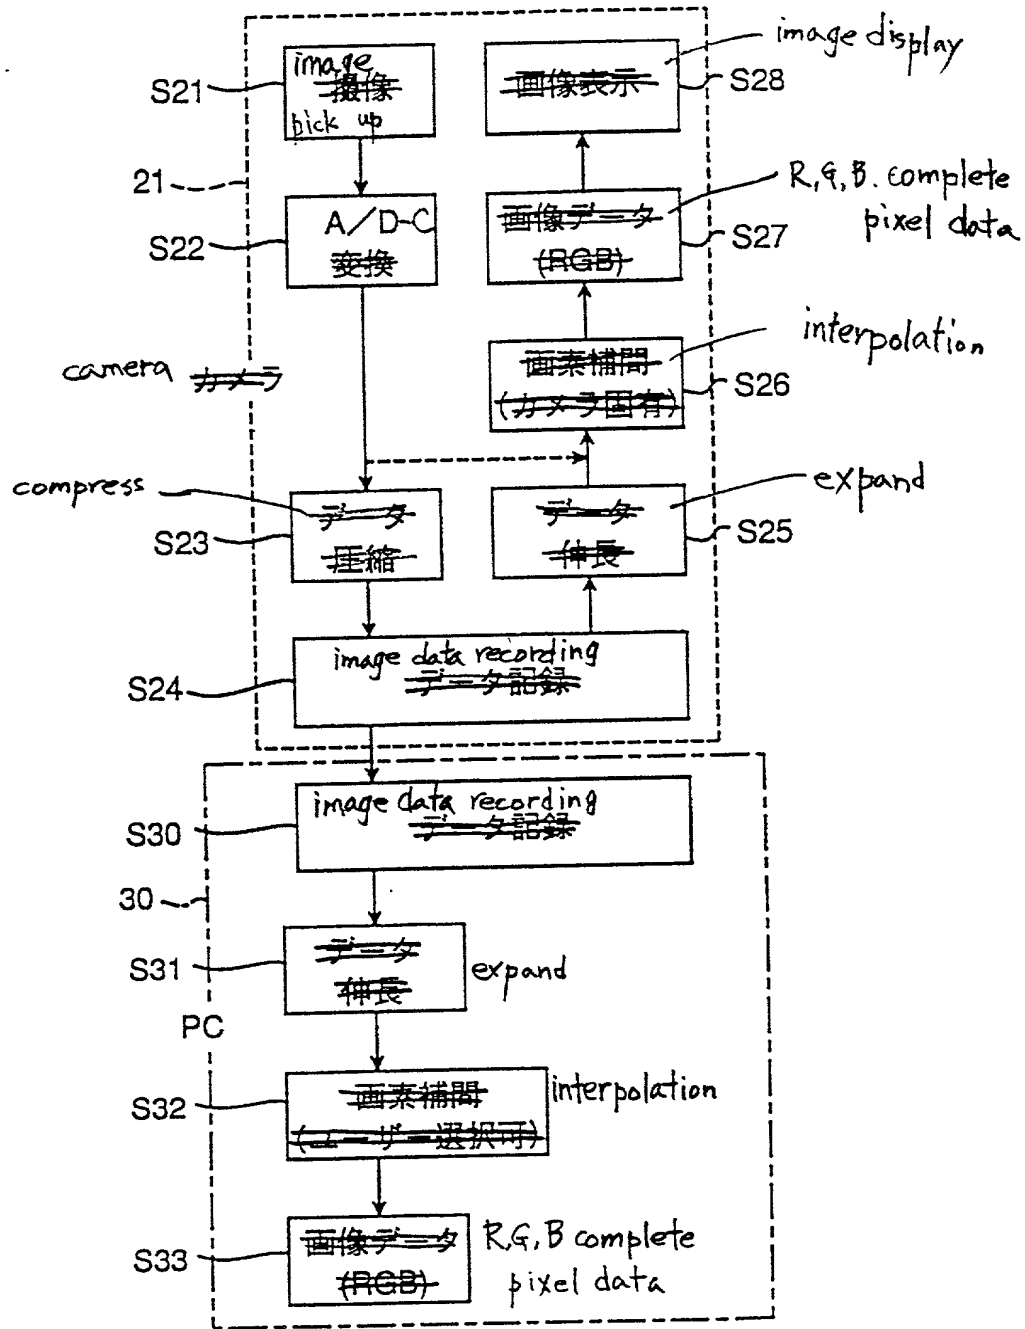 image display
image
S21
撮像
画像表示
S28
pick up
21
R,G,B. complete
pixel data
A/D-C
S22
変換
画像データ
(RGB)
S27
interpolation
camera カメラ
画素補間
(カメラ固有)
S26
compress
expand
データ
圧縮
S23
データ
伸長
S25
image data recording
データ記録
S24
image data recording
データ記録
S30
30
データ
伸長
S31
expand
PC
画素補間
(ユーザー選択可)
S32
interpolation
画像データ
(RGB)
S33
R,G,B complete
pixel data